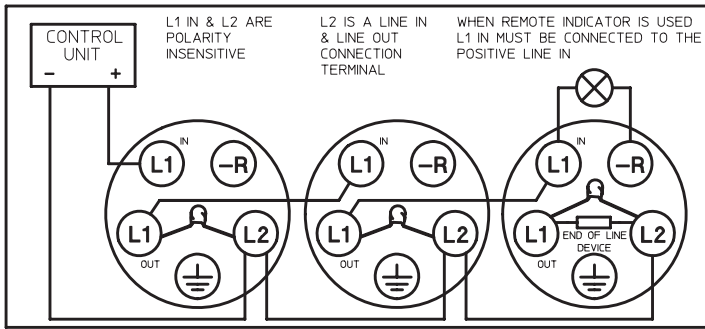 CONTROL
UNIT
– +
L1 IN & L2 ARE
POLARITY
INSENSITIVE
L2 IS A LINE IN
& LINE OUT
CONNECTION
TERMINAL
WHEN REMOTE INDICATOR IS USED
L1 IN MUST BE CONNECTED TO THE
POSITIVE LINE IN
L1 IN –R
L1 OUT L2
L1 IN –R
L1 OUT L2
L1 IN –R
L1 OUT L2
END OF LINE
DEVICE